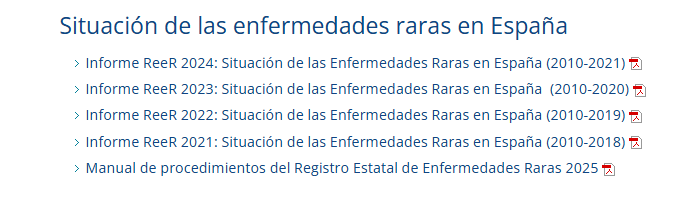 Situación de las enfermedades raras en España
Informe ReeR 2024: Situación de las Enfermedades Raras en España (2010-2021)
Informe ReeR 2023: Situación de las Enfermedades Raras en España (2010-2020)
Informe ReeR 2022: Situación de las Enfermedades Raras en España (2010-2019)
Informe ReeR 2021: Situación de las Enfermedades Raras en España (2010-2018)
Manual de procedimientos del Registro Estatal de Enfermedades Raras 2025